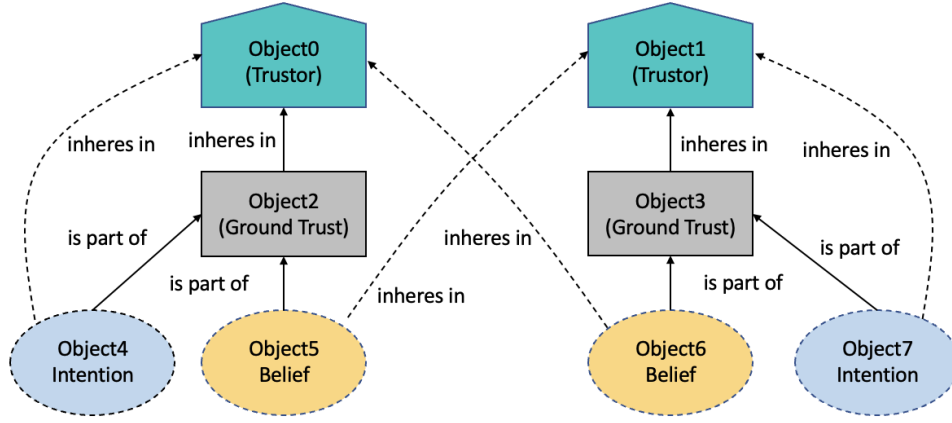 Object0
(Trustor)
Object1
(Trustor)
inheres in
inheres in
inheres in
inheres in
Object2
(Ground Trust)
Object3
(Ground Trust)
is part of
inheres in
is part of
is part of
is part of
inheres in
Object4
Intention
Object5
Belief
Object6
Belief
Object7
Intention